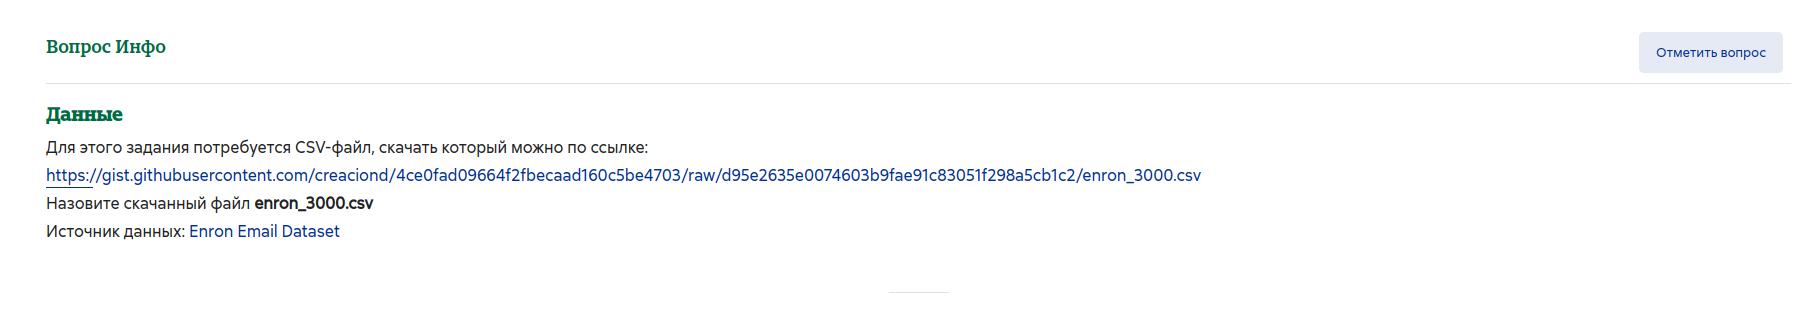 Вопрос Инфо
Отметить вопрос
Данные
Для этого задания потребуется CSV-файл, скачать который можно по ссылке:
https://gist.githubusercontent.com/creaciond/4ce0fad09664f2fbecaad160c5be4703/raw/d95e2635e0074603b9fae91c83051f298a5cb1c2/enron_3000.csv
Назовите скачанный файл enron_3000.csv
Источник данных: Enron Email Dataset